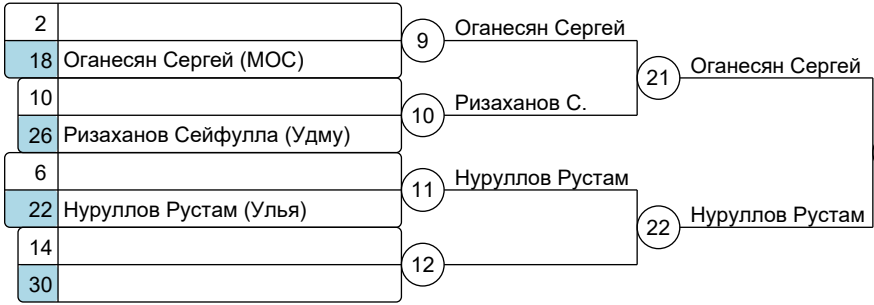 2
18 Оганесян Сергей (МОС)
9 Оганесян Сергей
10
26 Ризаханов Сейфулла (Удму)
10 Ризаханов С.
21 Оганесян Сергей
6
22 Нуруллов Рустам (Улья)
11 Нуруллов Рустам
14
30
12
22 Нуруллов Рустам